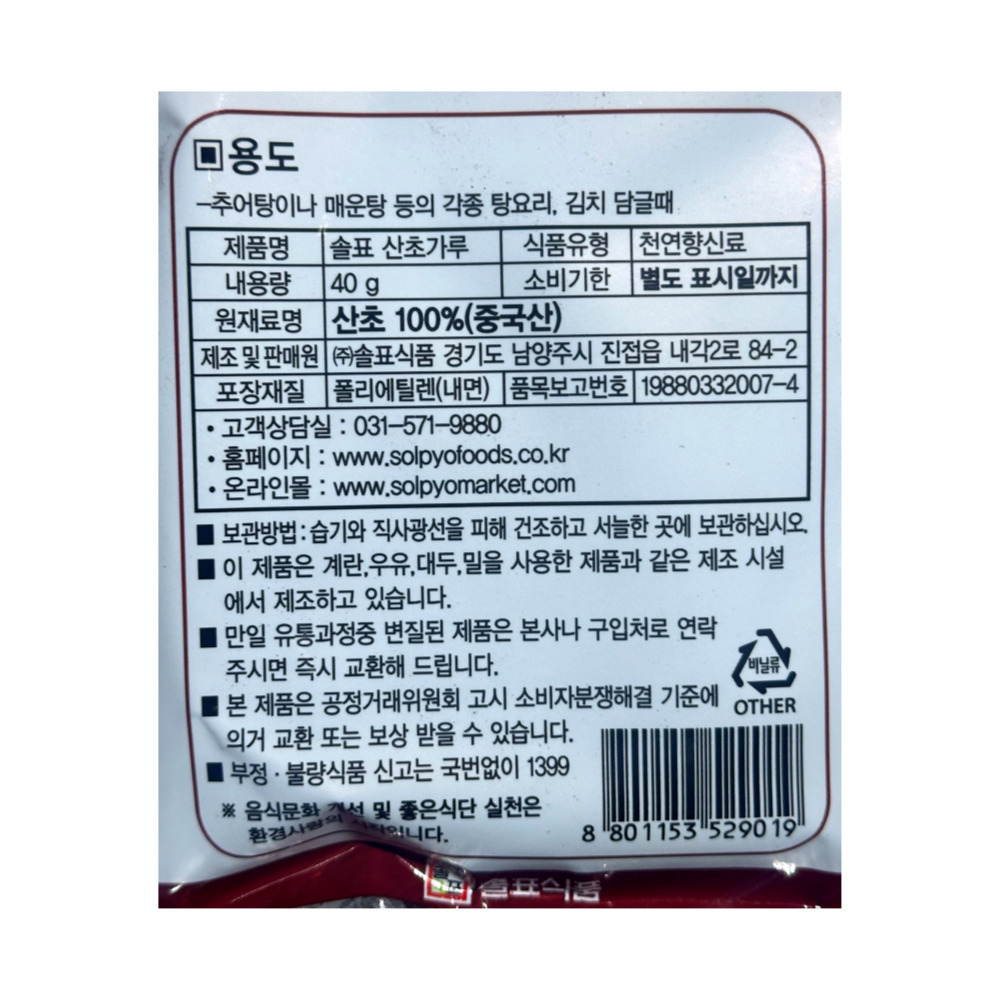 ▣용도
-추어탕이나 매운탕 등의 각종 탕요리, 김치 담글때
제품명 솔표 산초가루 식품유형 천연향신료
내용량 40 g 소비기한 별도 표시일까지
원재료명 산초 100%(중국산)
제조 및 판매원 ㈜솔표식품 경기도 남양주시 진접읍 내각2로 84-2
포장재질 폴리에틸렌(내면) 품목보고번호 19880332007-4
• 고객상담실 : 031-571-9880
• 홈페이지 : www.solpyofoods.co.kr
• 온라인몰 : www.solpyomarket.com
■ 보관방법:습기와 직사광선을 피해 건조하고 서늘한 곳에 보관하십시오.
■ 이 제품은 계란,우유,대두,밀을 사용한 제품과 같은 제조 시설
에서 제조하고 있습니다.
■ 만일 유통과정중 변질된 제품은 본사나 구입처로 연락
주시면 즉시 교환해 드립니다.
비닐류
OTHER
■ 본 제품은 공정거래위원회 고시 소비자분쟁해결 기준에
의거 교환 또는 보상 받을 수 있습니다.
■ 부정·불량식품 신고는 국번없이 1399
※ 음식문화 개선 및 좋은식단 실천은
환경사랑의 시작입니다.
8 801153 529019
솔표
솔표식품